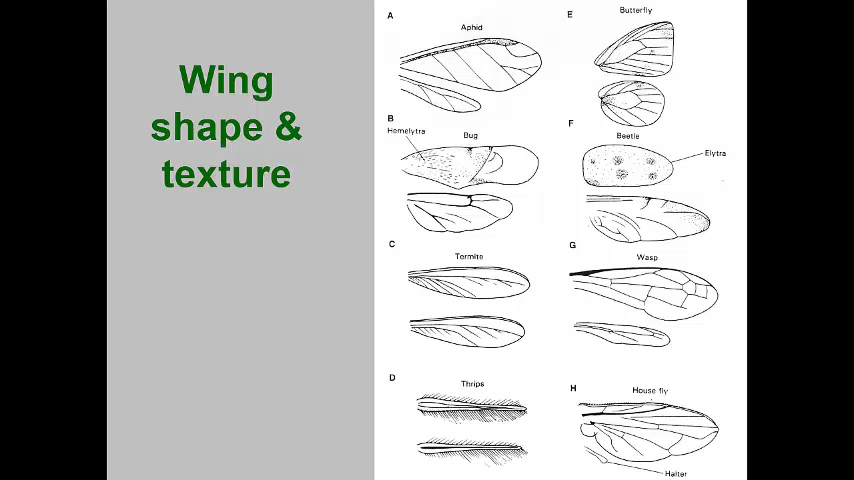 Wing
shape &
texture
A
Aphid
B
Hemelytra
Bug
C
Termite
D
Thrips
E
Butterfly
F
Beetle
Elytra
G
Wasp
H
House fly
Halter